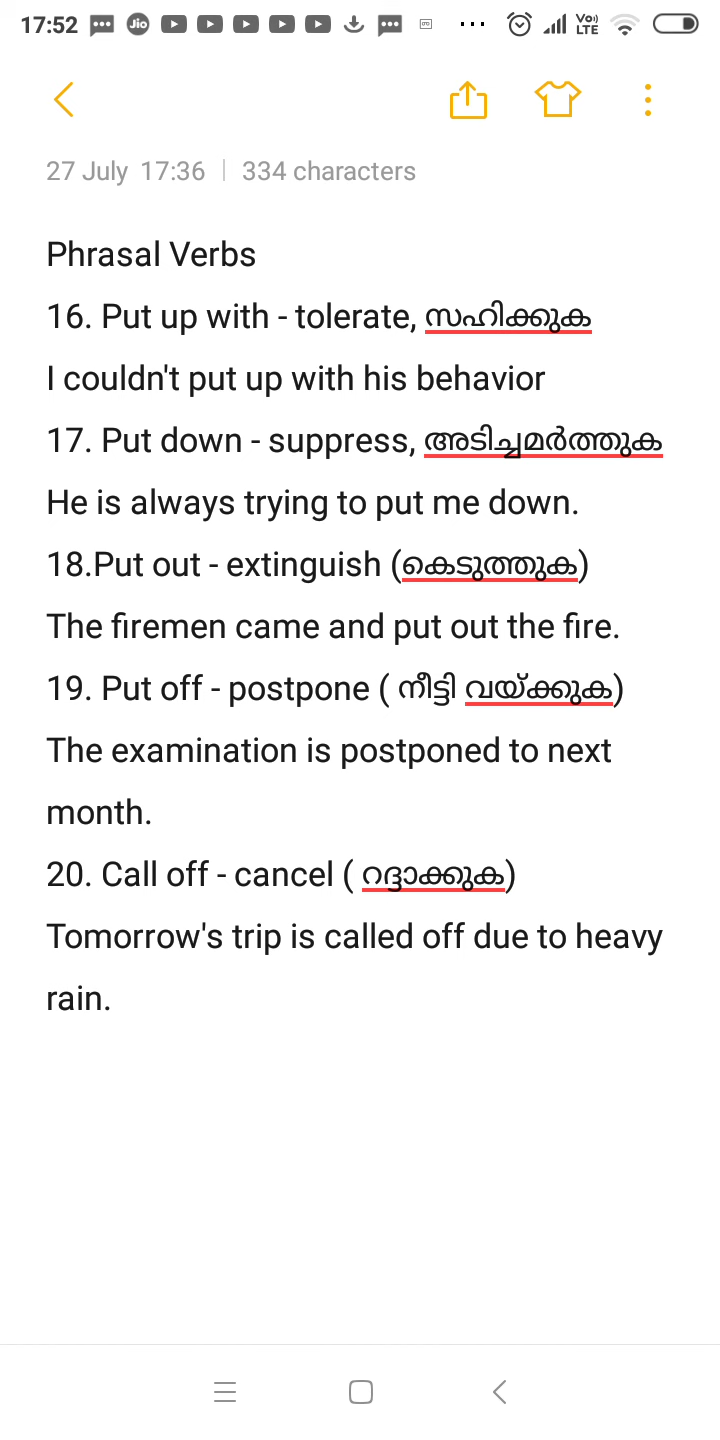 17:52 Jio ... Vo)) LTE
27 July 17:36 | 334 characters
Phrasal Verbs
16. Put up with - tolerate, സഹിക്കുക
I couldn't put up with his behavior
17. Put down - suppress, അടിച്ചമർത്തുക
He is always trying to put me down.
18.Put out - extinguish (കെടുത്തുക)
The firemen came and put out the fire.
19. Put off - postpone ( നീട്ടി വയ്ക്കുക)
The examination is postponed to next
month.
20. Call off - cancel ( റദ്ദാക്കുക)
Tomorrow's trip is called off due to heavy
rain.